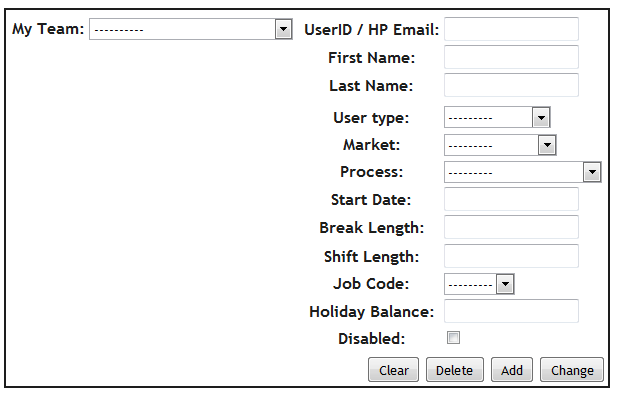 My Team: ---------- UserID / HP Email:
First Name:
Last Name:
User type: ---------
Market: ---------
Process: ---------
Start Date:
Break Length:
Shift Length:
Job Code: ---------
Holiday Balance:
Disabled:
Clear Delete Add Change